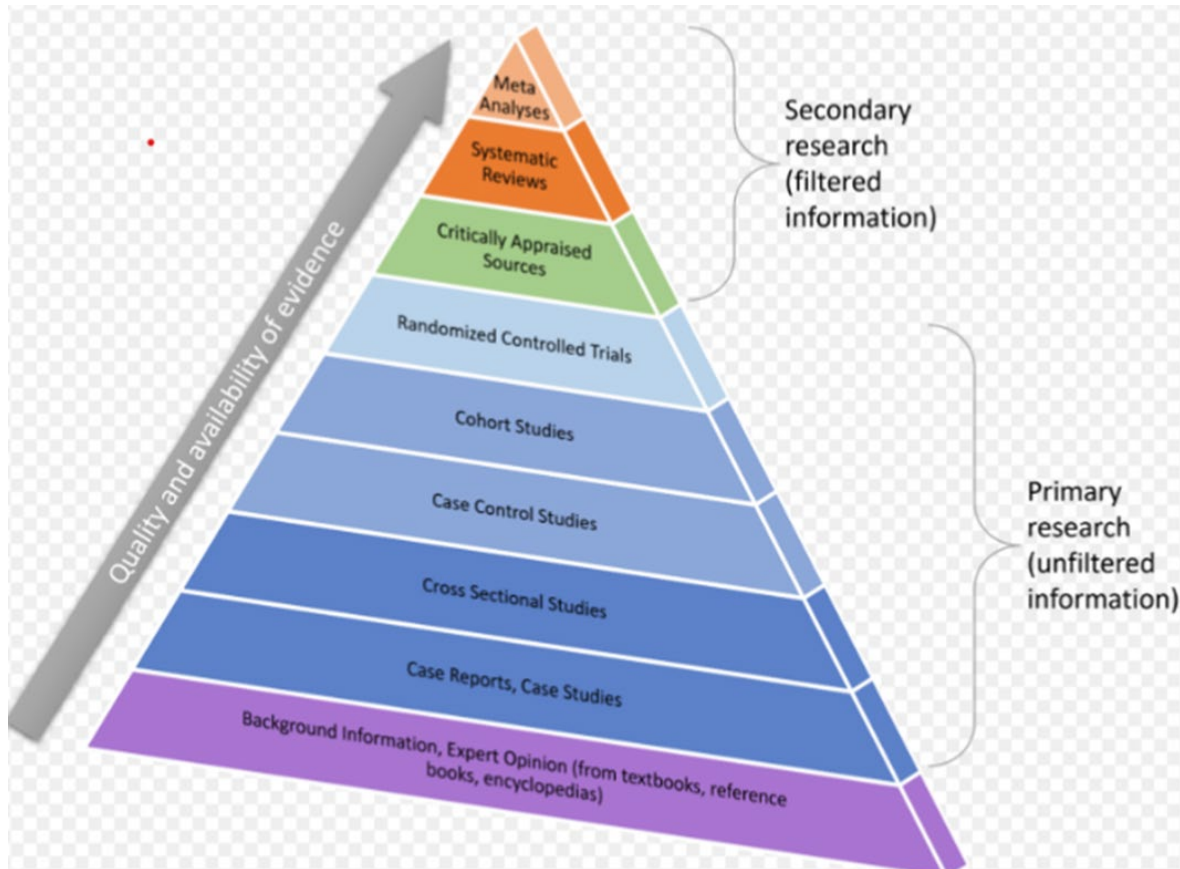 Meta
Analyses
Systematic
Reviews
Critically Appraised
Sources
Randomized Controlled Trials
Cohort Studies
Case Control Studies
Cross Sectional Studies
Case Reports, Case Studies
Background Information, Expert Opinion (from textbooks, reference
books, encyclopedias)
Quality and availability of evidence
Secondary
research
(filtered
information)
Primary
research
(unfiltered
information)